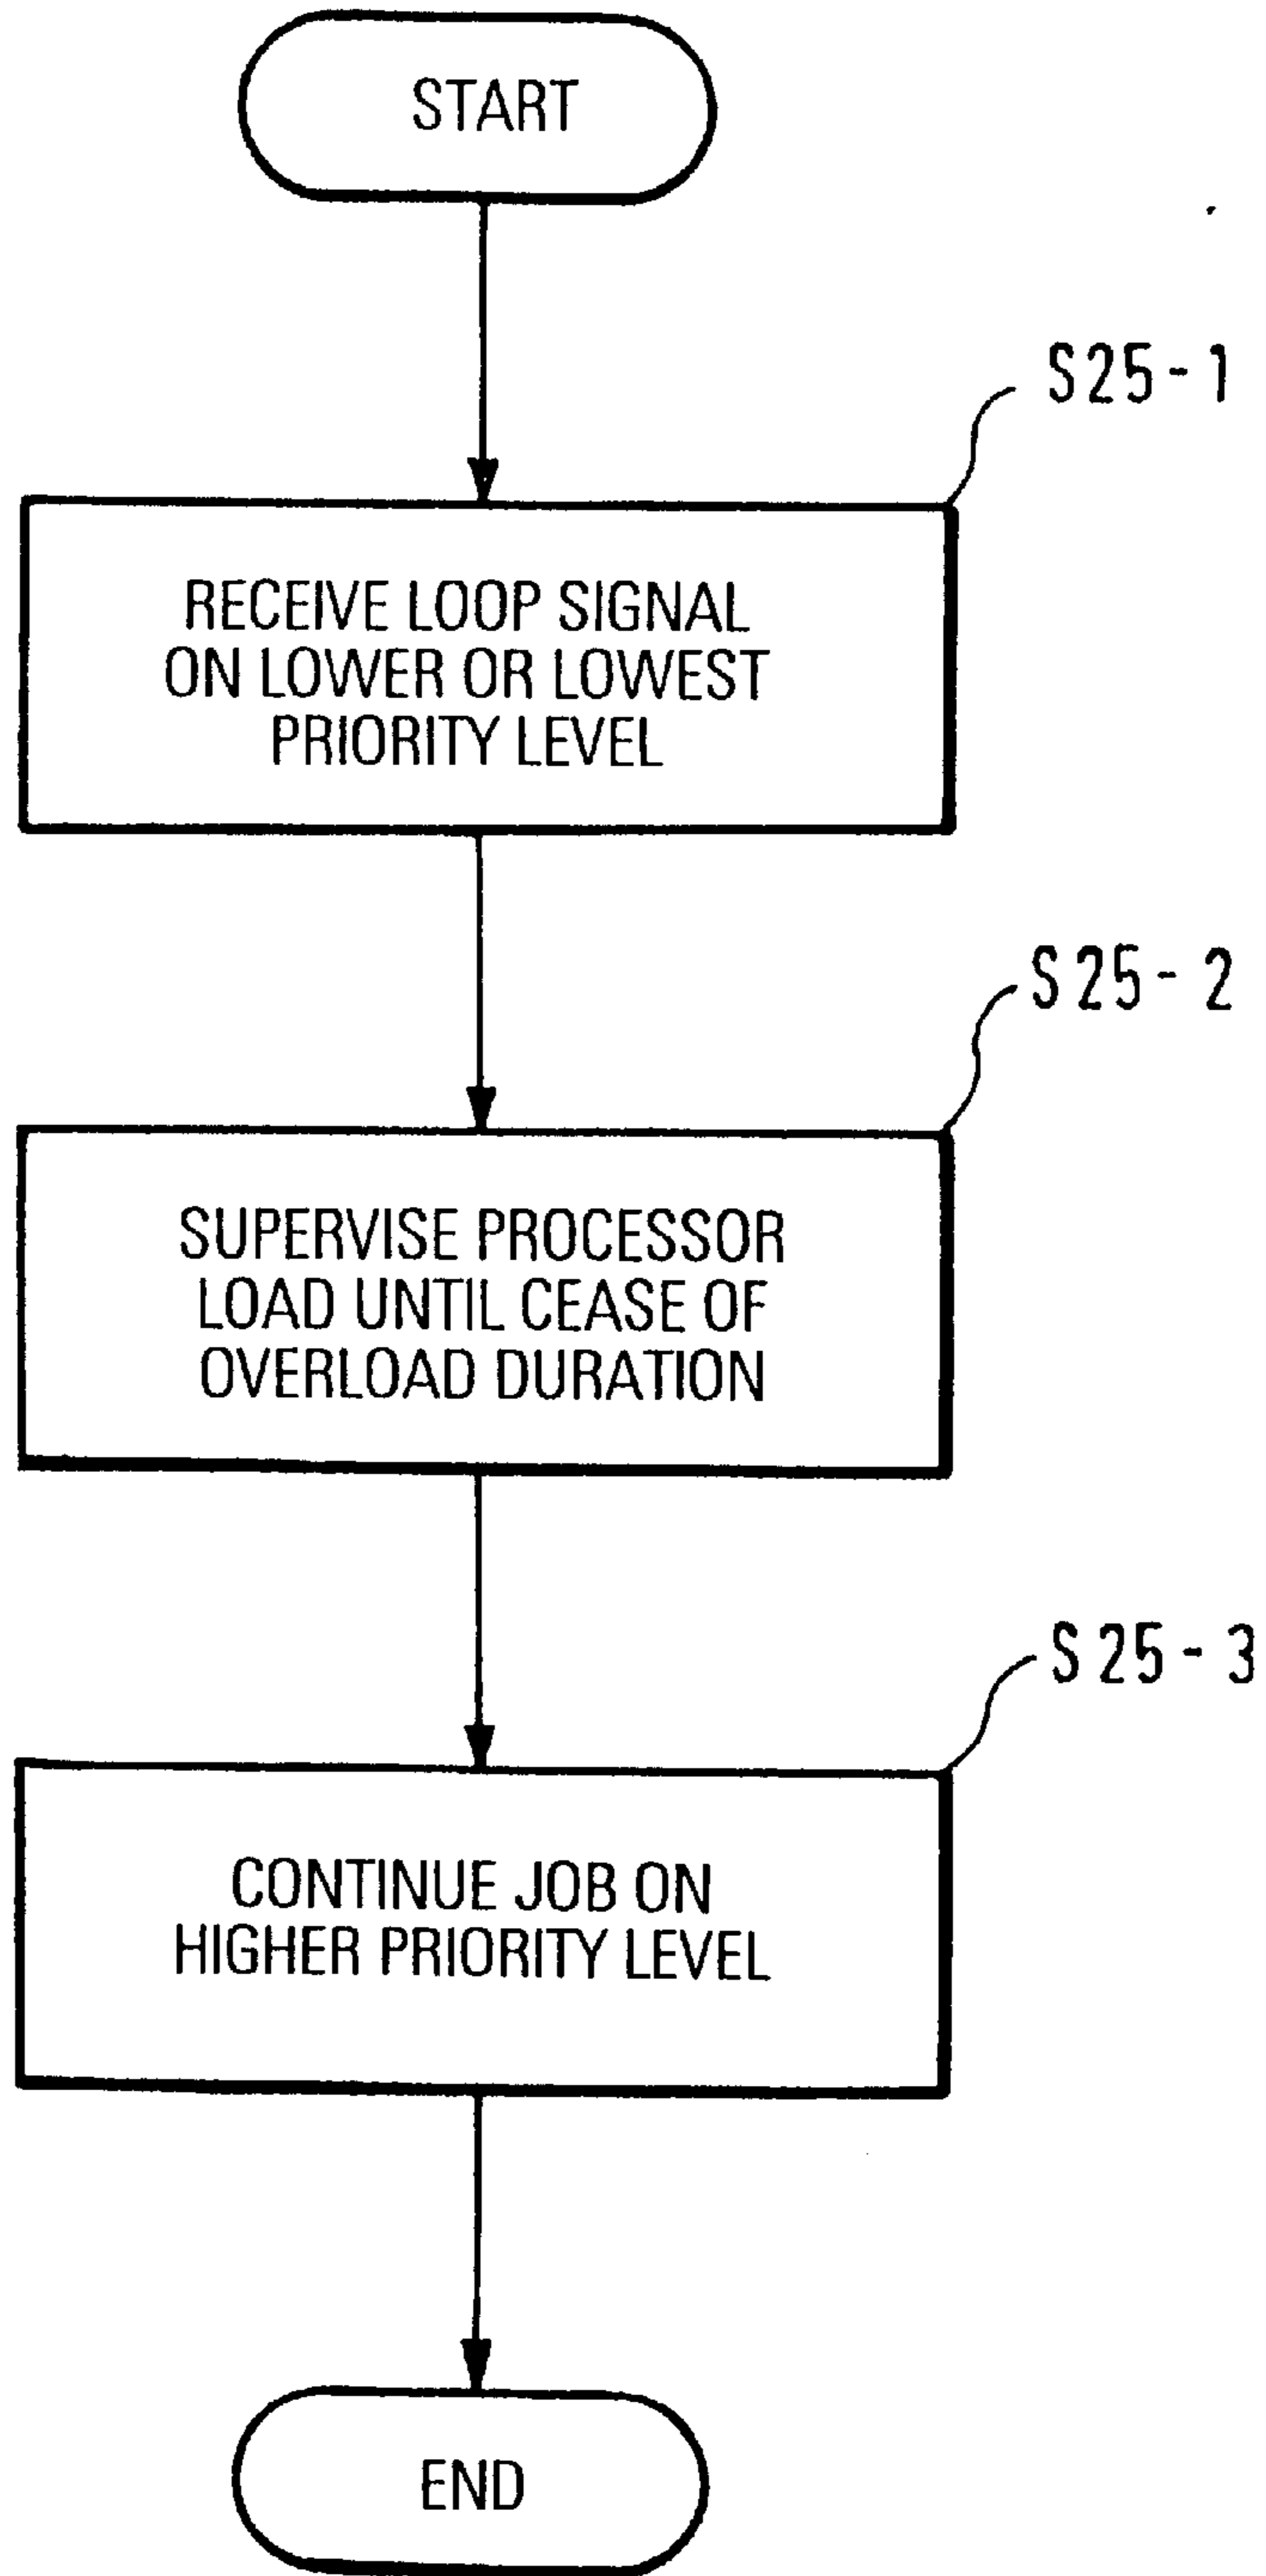 START
S25-1
RECEIVE LOOP SIGNAL
ON LOWER OR LOWEST
PRIORITY LEVEL
S25-2
SUPERVISE PROCESSOR
LOAD UNTIL CEASE OF
OVERLOAD DURATION
S25-3
CONTINUE JOB ON
HIGHER PRIORITY LEVEL
END